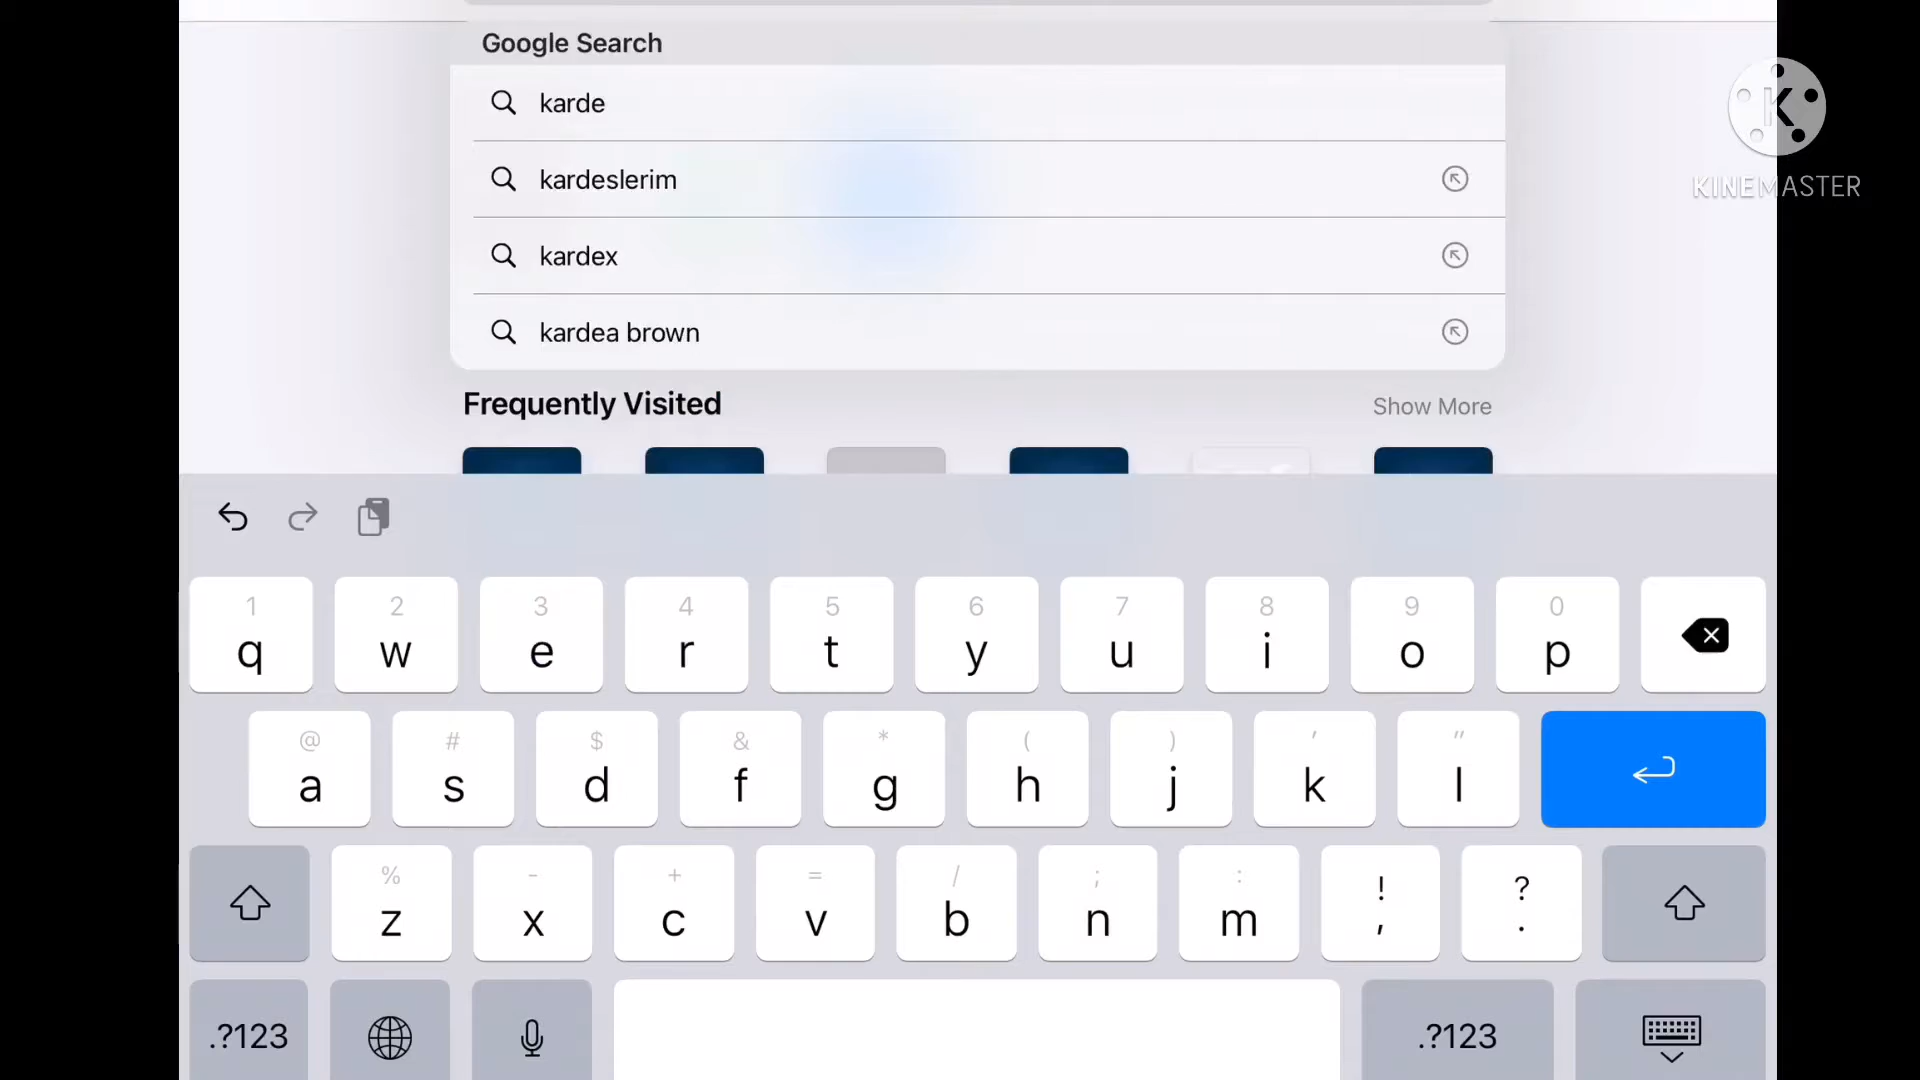 Google Search
karde
kardeslerim
kardex
kardea brown
Frequently Visited
Show More
K
KINEMASTER
1 2 3 4 5 6 7 8 9 0
q w e r t y u i o p
@ # $ & * ( ) ' "
a s d f g h j k l
% - + = / ; : ! ?
z x c v b n m , .
.?123 .?123